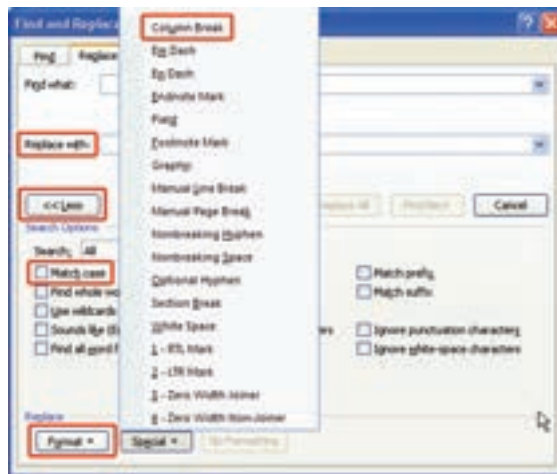 Find and Replace
Find
Replace
Find what:
Replace with:
<< Less
Cancel
Search Options
Search: All
Match case
Find whole wo
Use wildcards
Sounds like (E
Find all word f
Match prefix
Match suffix
Ignore punctuation characters
Ignore white-space characters
Replace
Format
Special
No Formatting
Column Break
Em Dash
En Dash
Endnote Mark
Field
Footnote Mark
Graphic
Manual Line Break
Manual Page Break
Nonbreaking Hyphen
Nonbreaking Space
Optional Hyphen
Section Break
White Space
1 - RTL Mark
2 - LTR Mark
3 - Zero Width Joiner
4 - Zero Width Non-Joiner